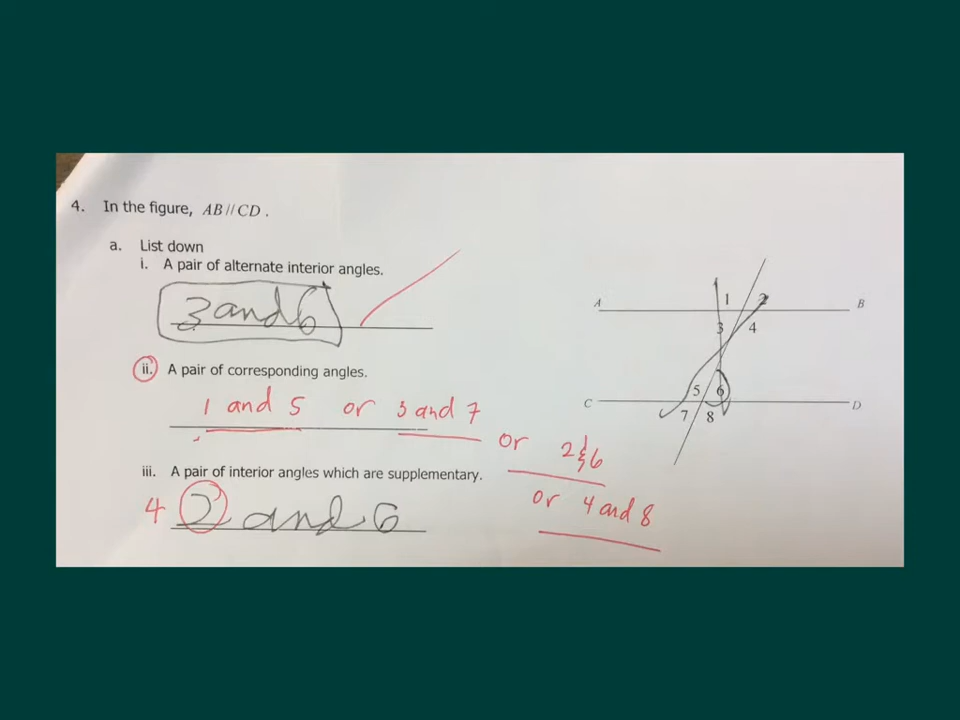 4. In the figure, AB // CD .
a. List down
i. A pair of alternate interior angles.
3 and 6
ii. A pair of corresponding angles.
1 and 5 or 3 and 7
or 2 & 6
or 4 and 8
iii. A pair of interior angles which are supplementary.
4 2 and 6
1 2
A B
3 4
5 6
C D
7 8